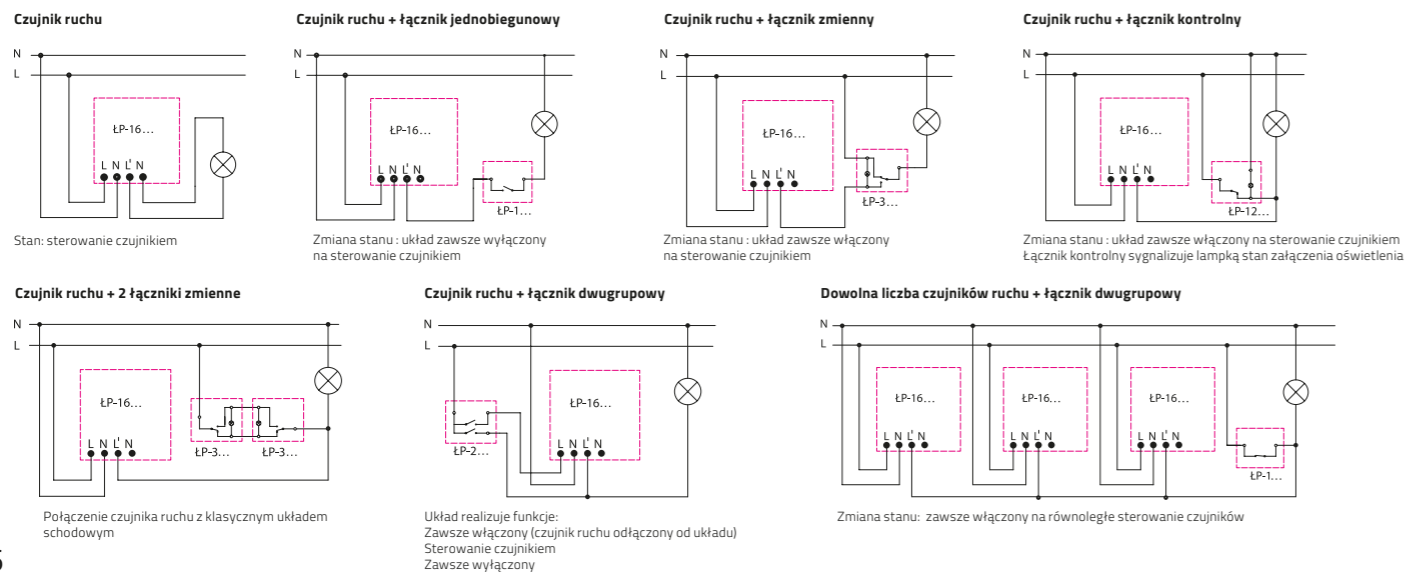 Czujnik ruchu
N
L
ŁP-16...
L N L' N
Stan: sterowanie czujnikiem
Czujnik ruchu + łącznik jednobiegunowy
N
L
ŁP-16...
L N L' N
ŁP-1...
Zmiana stanu : układ zawsze wyłączony
na sterowanie czujnikiem
Czujnik ruchu + łącznik zmienny
N
L
ŁP-16...
L N L' N
ŁP-3...
Zmiana stanu : układ zawsze włączony
na sterowanie czujnikiem
Czujnik ruchu + łącznik kontrolny
N
L
ŁP-16...
L N L' N
ŁP-12...
Zmiana stanu : układ zawsze włączony na sterowanie czujnikiem
Łącznik kontrolny sygnalizuje lampką stan załączenia oświetlenia
Czujnik ruchu + 2 łączniki zmienne
N
L
ŁP-16...
L N L' N
ŁP-3... ŁP-3...
Połączenie czujnika ruchu z klasycznym układem
schodowym
Czujnik ruchu + łącznik dwugrupowy
N
L
ŁP-16...
L N L' N
ŁP-2...
Układ realizuje funkcje:
Zawsze włączony (czujnik ruchu odłączony od układu)
Sterowanie czujnikiem
Zawsze wyłączony
Dowolna liczba czujników ruchu + łącznik dwugrupowy
N
L
ŁP-16... ŁP-16... ŁP-16...
L N L' N L N L' N L N L' N
ŁP-1...
Zmiana stanu: zawsze włączony na równoległe sterowanie czujników